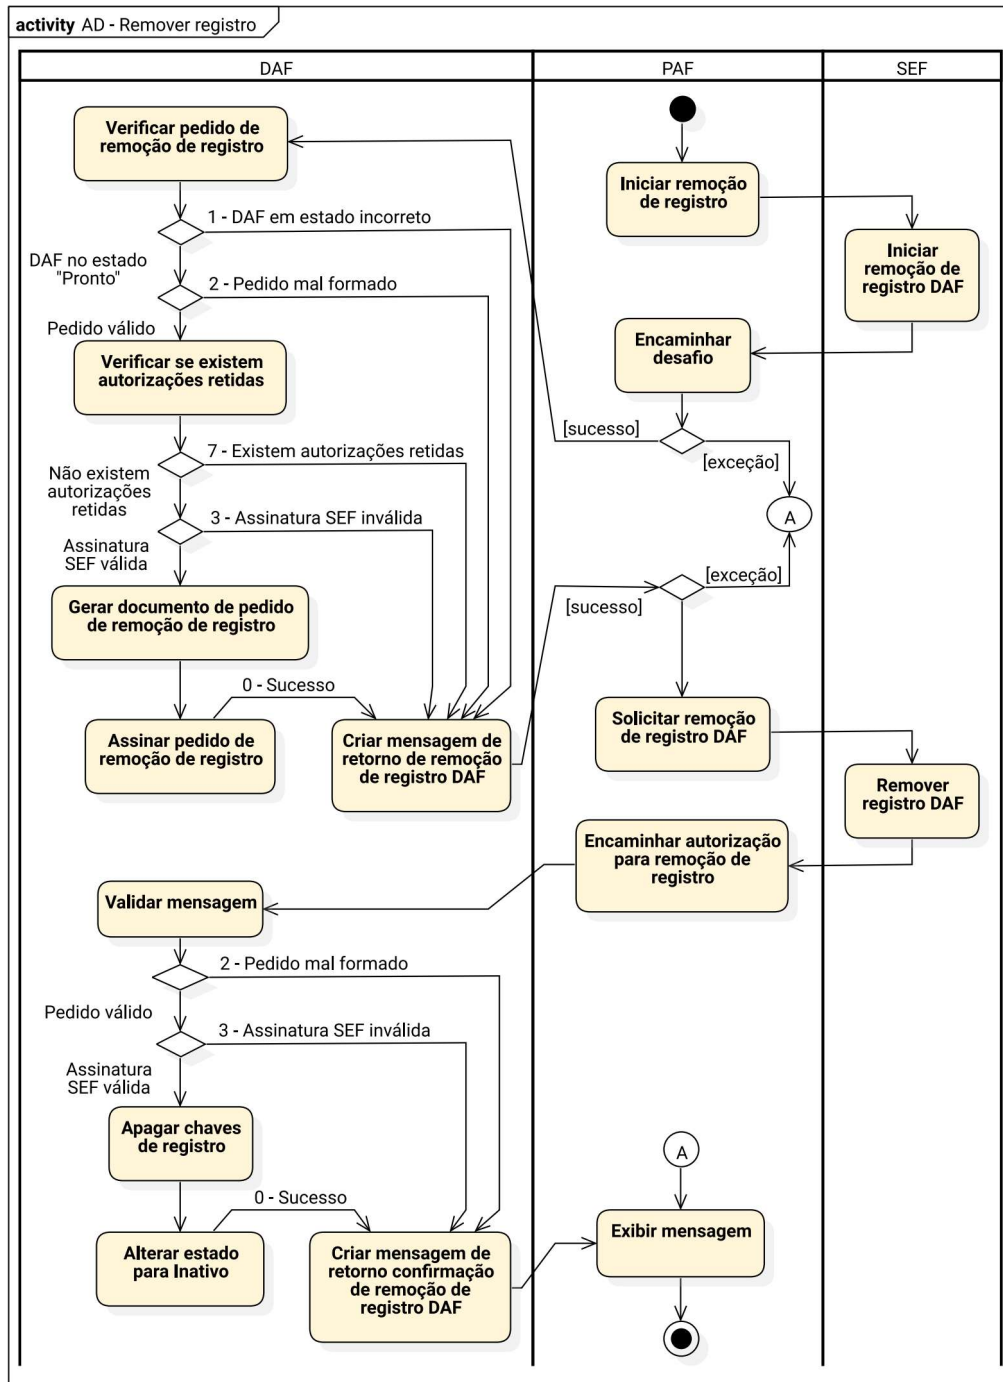 activity AD - Remover registro
DAF
PAF
SEF
Verificar pedido de
remoção de registro
1 - DAF em estado incorreto
DAF no estado
"Pronto"
2 - Pedido mal formado
Pedido válido
Verificar se existem
autorizações retidas
7 - Existem autorizações retidas
Não existem
autorizações
retidas
3 - Assinatura SEF inválida
Assinatura
SEF válida
Gerar documento de pedido
de remoção de registro
0 - Sucesso
Assinar pedido de
remoção de registro
Criar mensagem de
retorno de remoção
de registro DAF
Iniciar remoção
de registro
Iniciar
remoção de
registro DAF
Encaminhar
desafio
[sucesso]
[exceção]
A
[exceção]
[sucesso]
Solicitar remoção
de registro DAF
Remover
registro DAF
Encaminhar autorização
para remoção de
registro
Validar mensagem
2 - Pedido mal formado
Pedido válido
3 - Assinatura SEF inválida
Assinatura
SEF válida
Apagar chaves
de registro
0 - Sucesso
Alterar estado
para Inativo
Criar mensagem de
retorno confirmação
de remoção de
registro DAF
A
Exibir mensagem